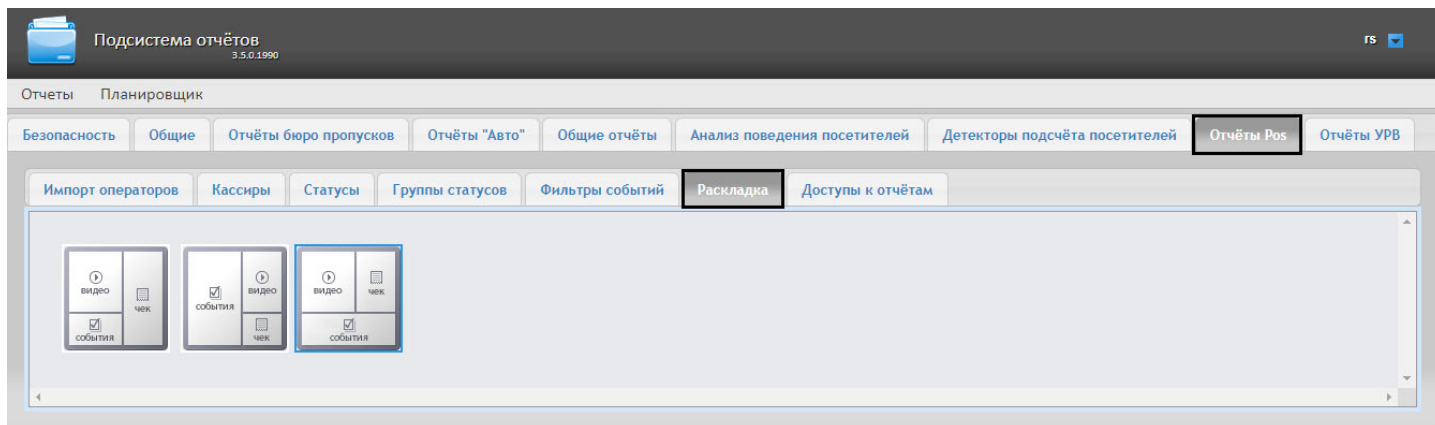 Подсистема отчётов
3.5.0.1990
rs
Отчеты Планировщик
Безопасность Общие Отчёты бюро пропусков Отчёты "Авто" Общие отчёты Анализ поведения посетителей Детекторы подсчёта посетителей Отчёты Pos Отчёты УРВ
Импорт операторов Кассиры Статусы Группы статусов Фильтры событий Раскладка Доступы к отчётам
видео
чек
события
события
видео
чек
видео
чек
события